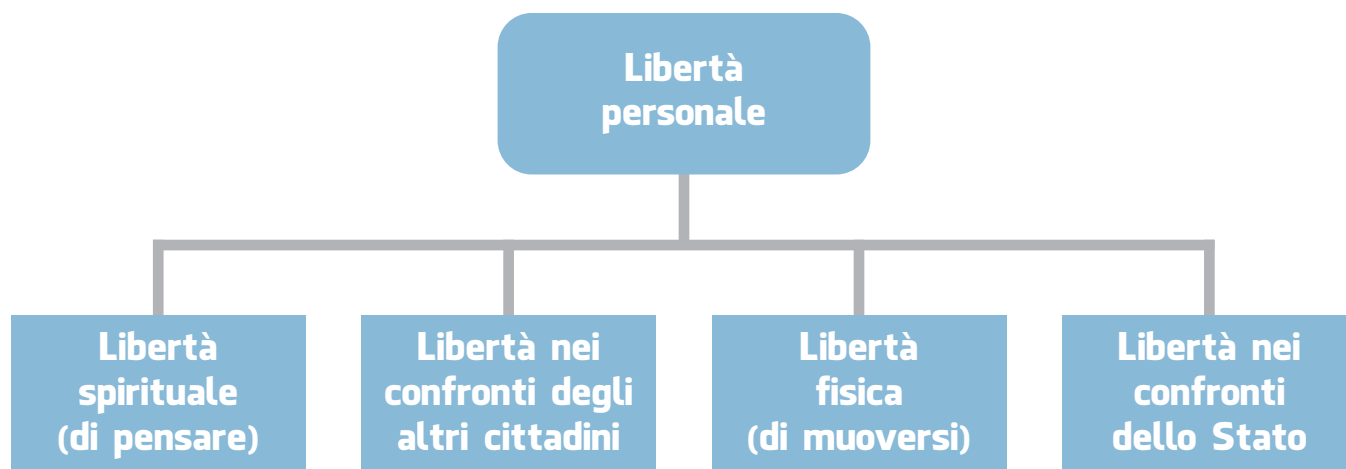 Libertà
personale
Libertà
spirituale
(di pensare)
Libertà nei
confronti degli
altri cittadini
Libertà
fisica
(di muoversi)
Libertà nei
confronti
dello Stato